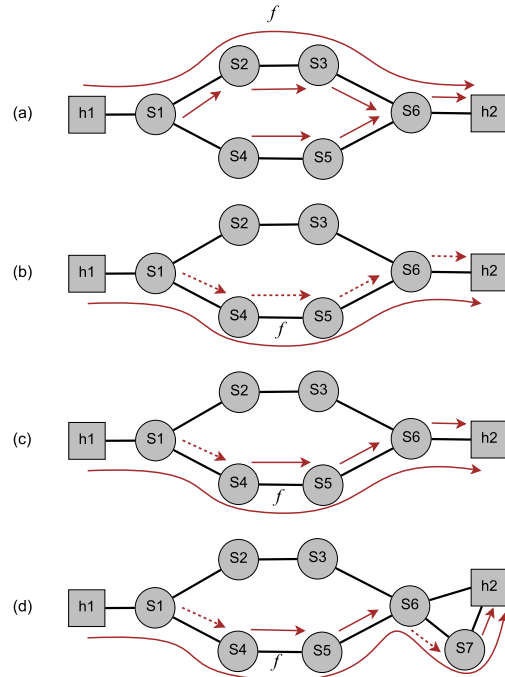 f
S2 S3
(a) h1 S1 S6 h2
S4 S5
S2 S3
(b) h1 S1 S6 h2
S4 S5
f
S2 S3
(c) h1 S1 S6 h2
S4 S5
f
S2 S3
h2
(d) h1 S1 S6
S4 S5 S7
f